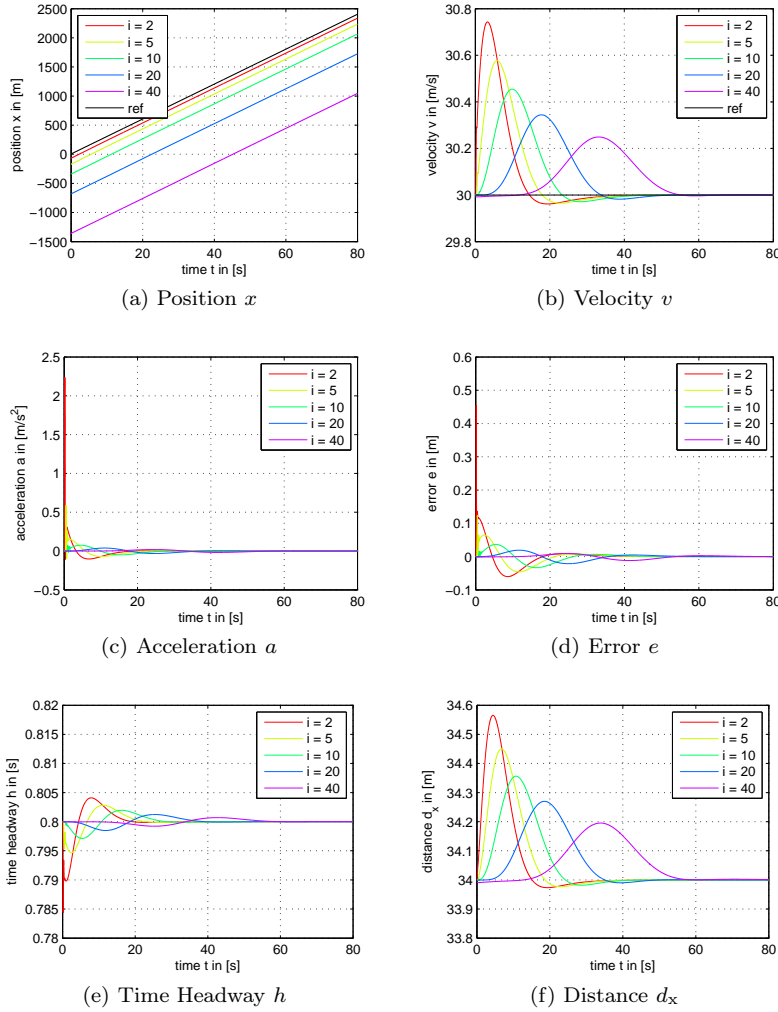 2500
2000
1500
1000
500
0
−500
−1000
−1500
0
20
40
60
80
time t in [s]
position x in [m]
i = 2
i = 5
i = 10
i = 20
i = 40
ref
(a) Position x
30.8
30.6
30.4
30.2
30
29.8
0
20
40
60
80
time t in [s]
velocity v in [m/s]
i = 2
i = 5
i = 10
i = 20
i = 40
ref
(b) Velocity v
2.5
2
1.5
1
0.5
0
−0.5
0
20
40
60
80
time t in [s]
acceleration a in [m/s²]
i = 2
i = 5
i = 10
i = 20
i = 40
(c) Acceleration a
0.6
0.5
0.4
0.3
0.2
0.1
0
−0.1
0
20
40
60
80
time t in [s]
error e in [m]
i = 2
i = 5
i = 10
i = 20
i = 40
(d) Error e
0.82
0.815
0.81
0.805
0.8
0.795
0.79
0.785
0.78
0
20
40
60
80
time t in [s]
time headway h in [s]
i = 2
i = 5
i = 10
i = 20
i = 40
(e) Time Headway h
34.6
34.5
34.4
34.3
34.2
34.1
34
33.9
33.8
0
20
40
60
80
time t in [s]
distance dₓ in [m]
i = 2
i = 5
i = 10
i = 20
i = 40
(f) Distance dₓ